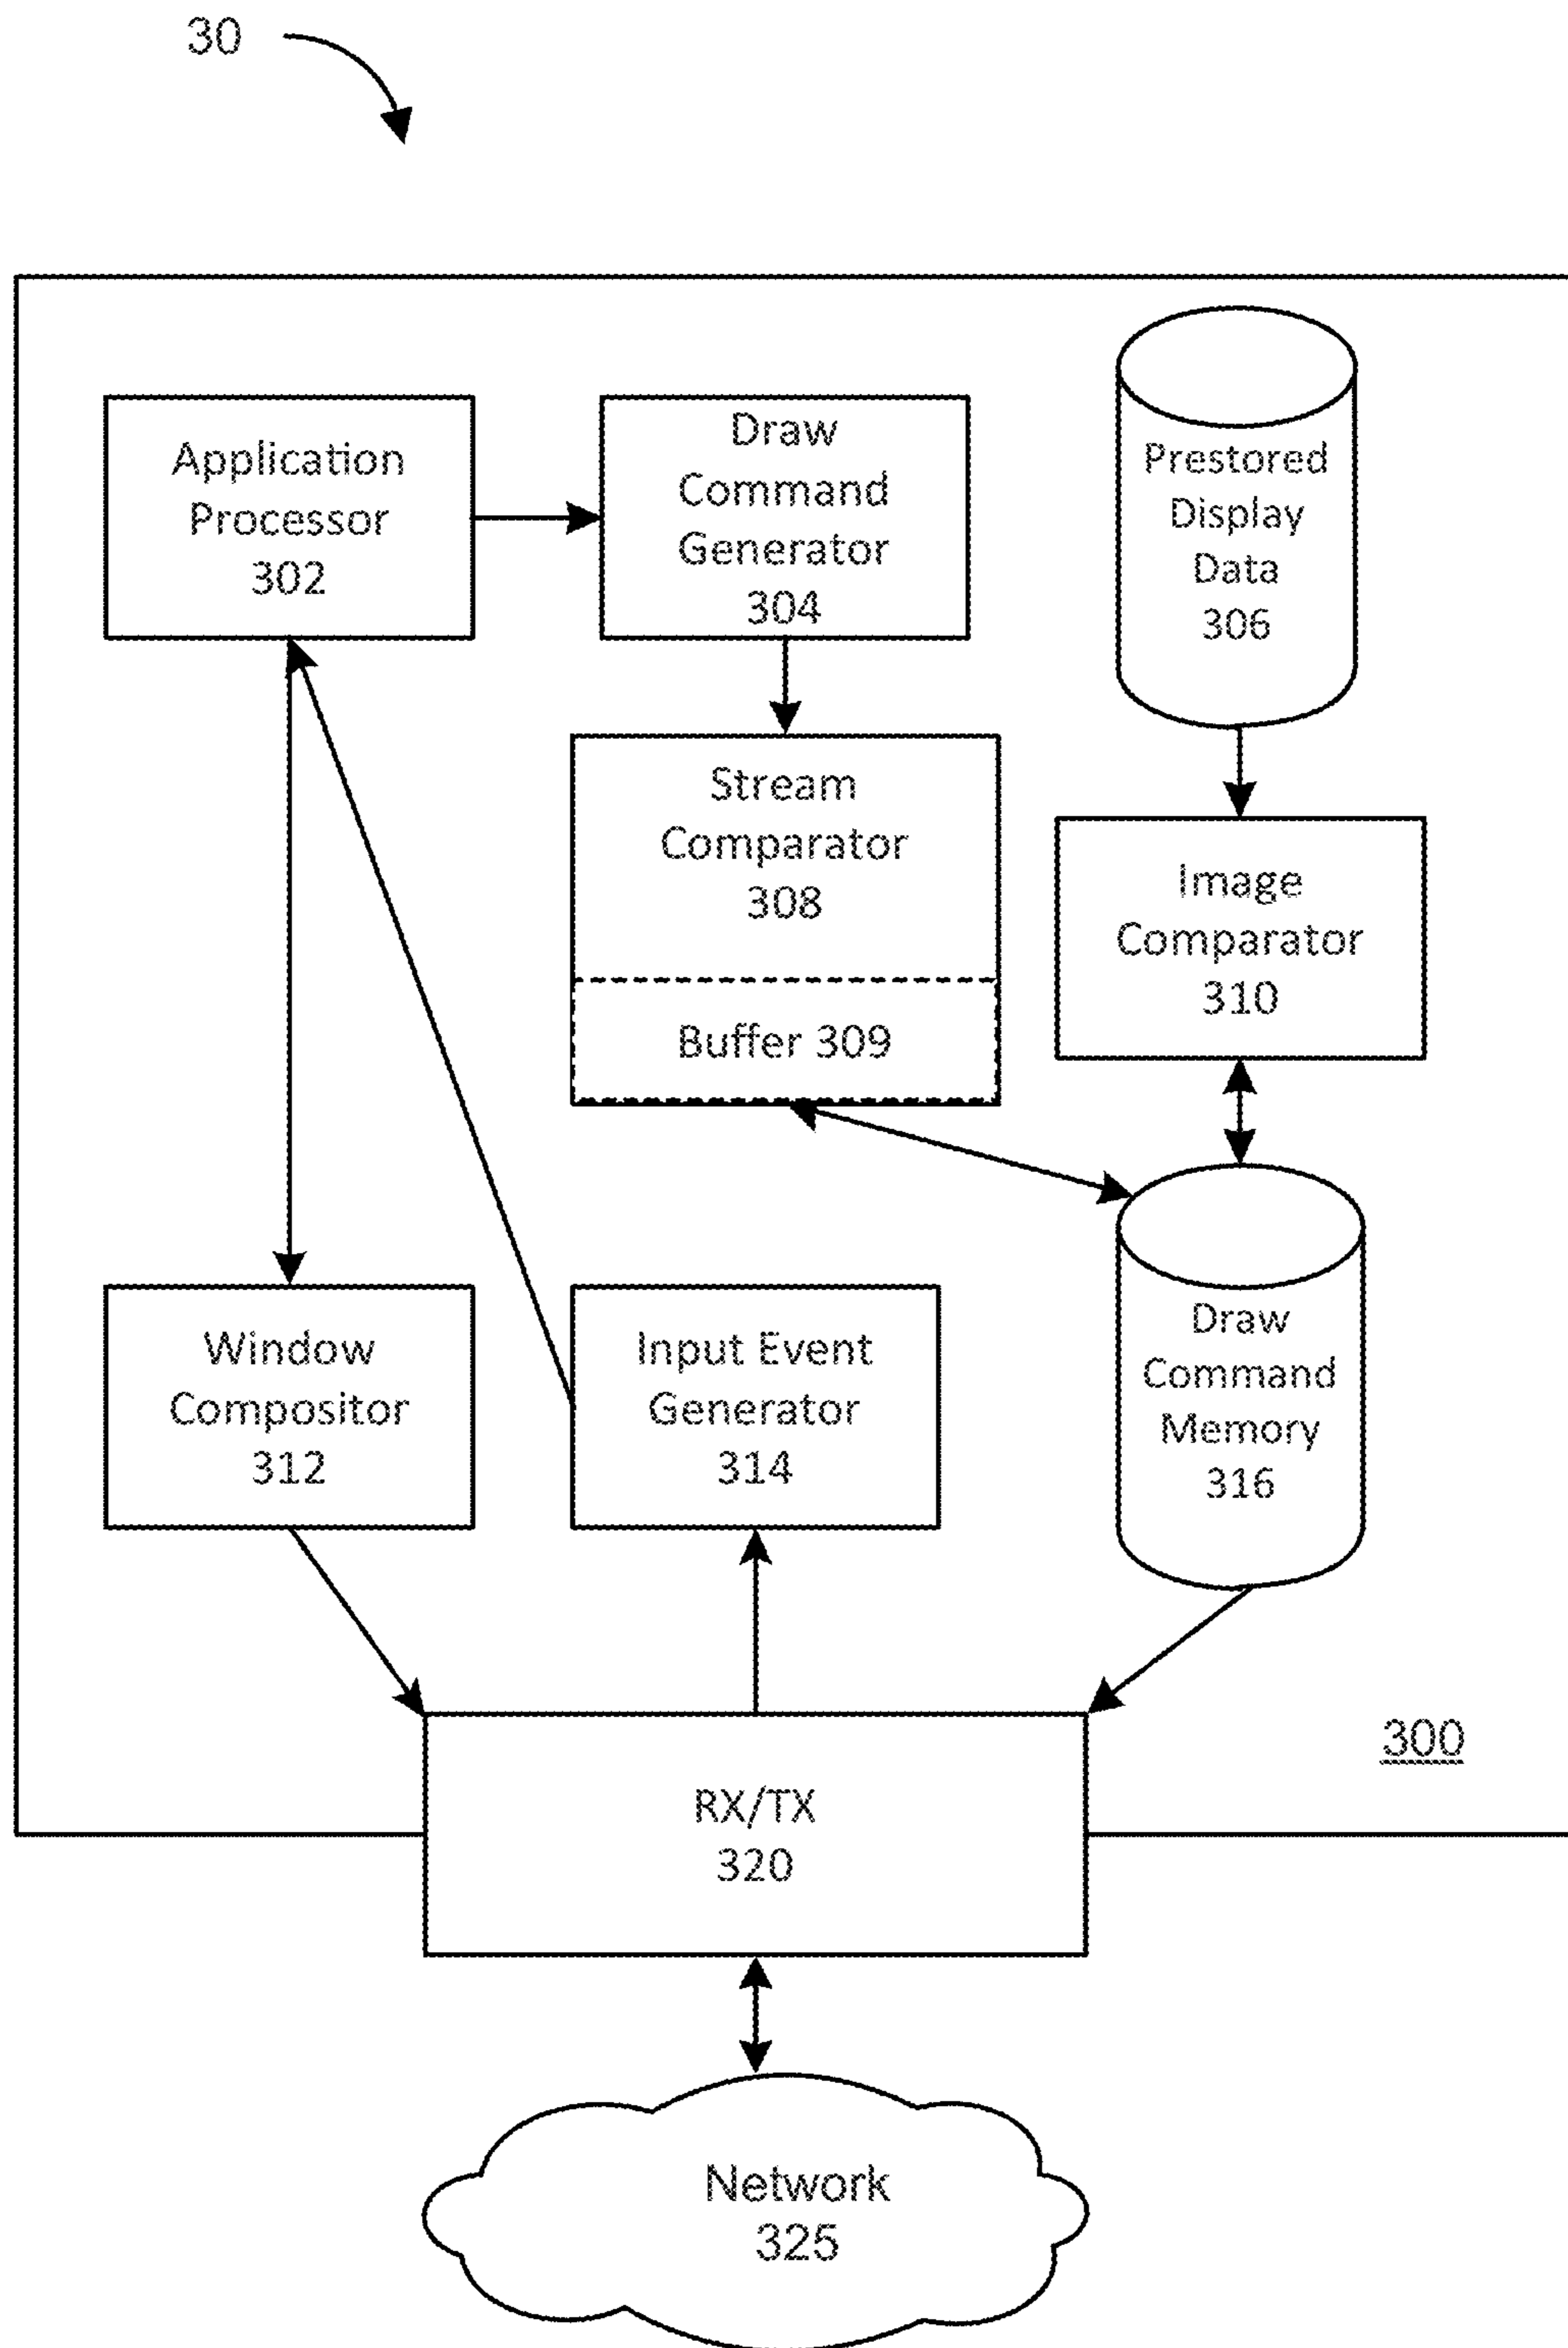 30
Application
Processor
302
Draw
Command
Generator
304
Prestored
Display
Data
306
Stream
Comparator
308
Buffer 309
Image
Comparator
310
Window
Compositor
312
Input Event
Generator
314
Draw
Command
Memory
316
300
RX/TX
320
Network
325